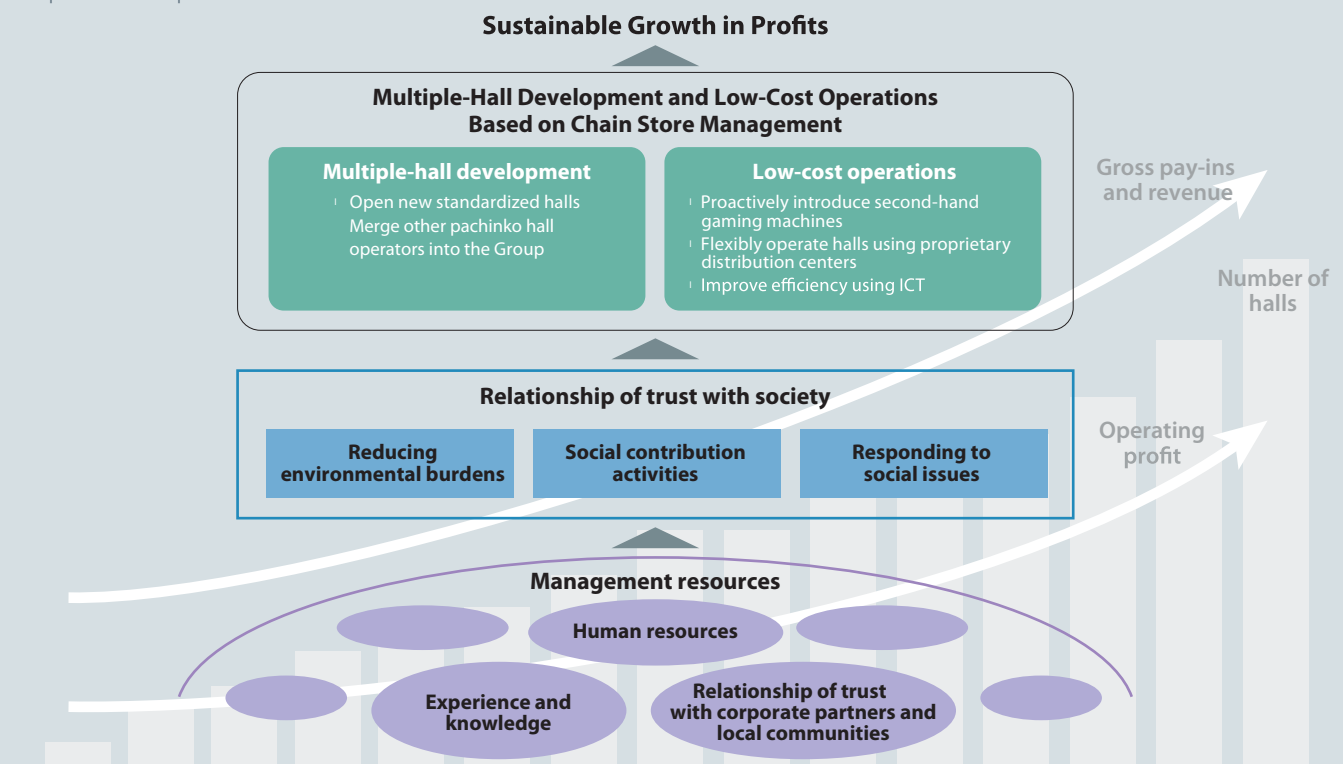 Sustainable Growth in Profits
Multiple-Hall Development and Low-Cost Operations
Based on Chain Store Management
Multiple-hall development
Open new standardized halls
Merge other pachinko hall
operators into the Group
Low-cost operations
Proactively introduce second-hand
gaming machines
Flexibly operate halls using proprietary
distribution centers
Improve efficiency using ICT
Gross pay-ins
and revenue
Number of
halls
Relationship of trust with society
Reducing
environmental burdens
Social contribution
activities
Responding to
social issues
Operating
profit
Management resources
Human resources
Experience and
knowledge
Relationship of trust
with corporate partners and
local communities